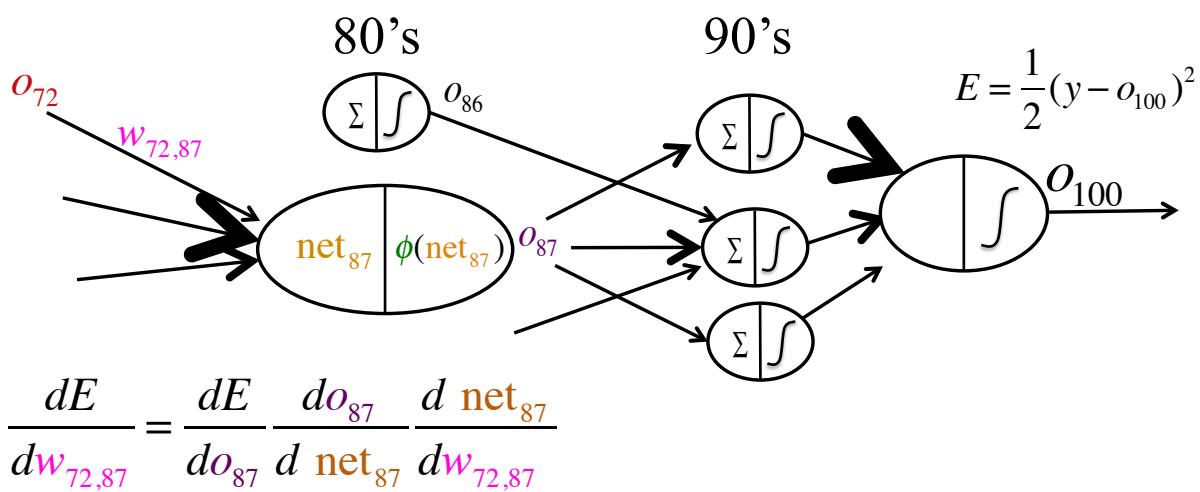 80’s 90’s
E = 1/2 (y − o₁₀₀)²
o₇₂
w₇₂,₈₇
Σ ∫ o₈₆
Σ ∫
∫ o₁₀₀
net₈₇ ϕ(net₈₇) o₈₇
Σ ∫
Σ ∫
dE/dw₇₂,₈₇ = dE/do₈₇ do₈₇/d net₈₇ d net₈₇/dw₇₂,₈₇